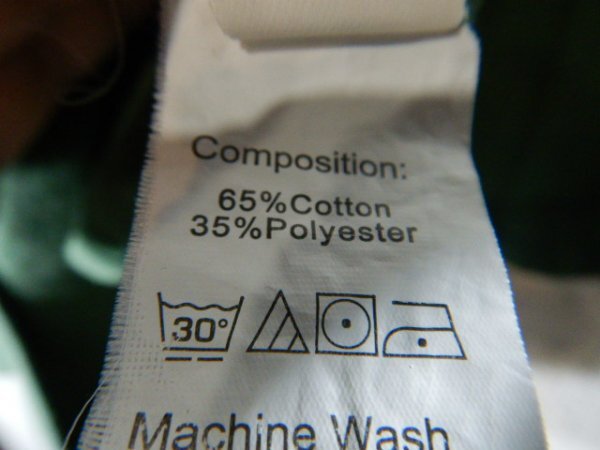 Composition:
65%Cotton
35%Polyester
30°
Machine Wash